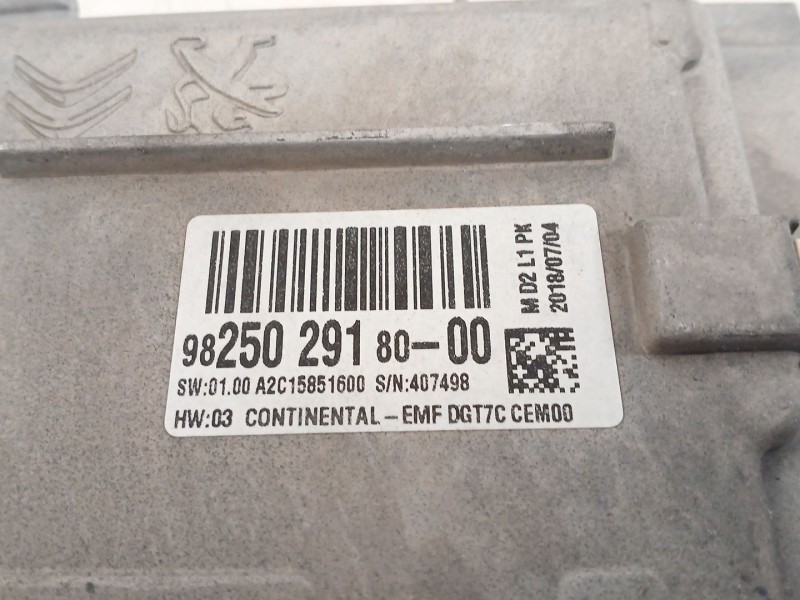 98250 291 80-00
SW:01.00 A2C15851600 S/N:407498
HW:03 CONTINENTAL-EMF DGT7C CEM00
M D2 L1 PK
2018/07/04